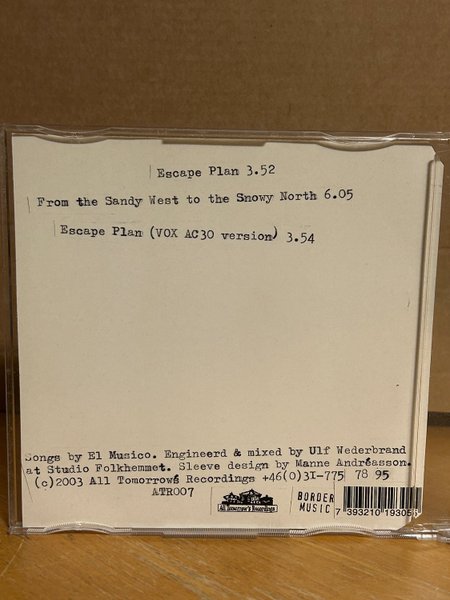 Escape Plan 3.52
From the Sandy West to the Snowy North 6.05
Escape Plan (VOX AC30 version) 3.54
Songs by El Musico. Engineerd & mixed by Ulf Wederbrand
at Studio Folkhemmet. Sleeve design by Manne Andréasson.
(c)2003 All Tomorrows Recordings +46(0)31-775 78 95
ATR007
All Tomorrow's Recordings
BORDER
MUSIC
7 393210 193056